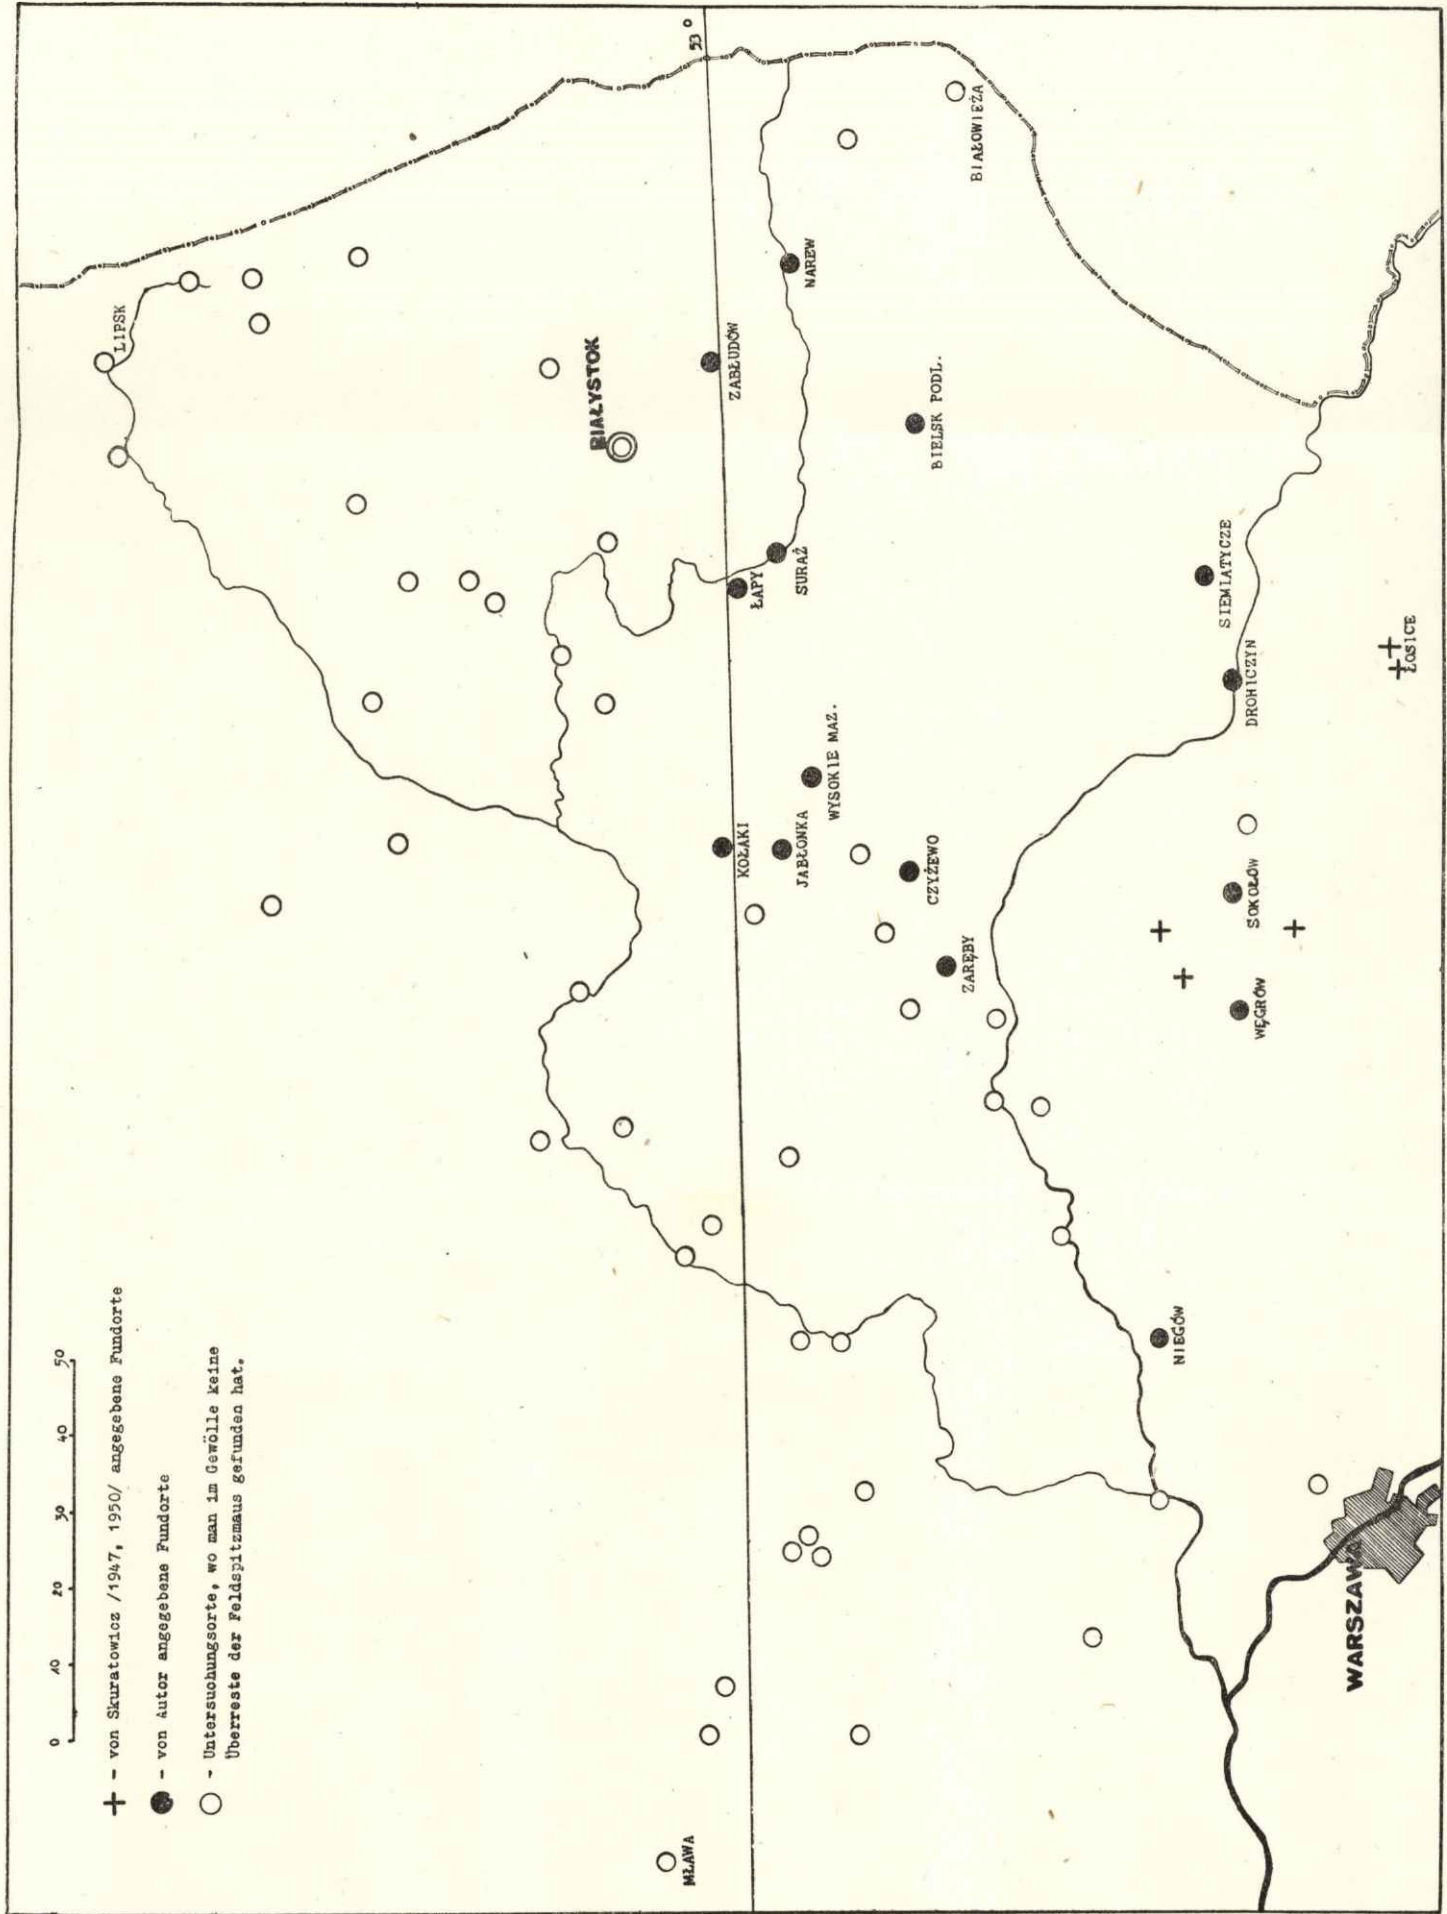 0 10 20 30 40 50
+ - von Skuratowicz /1947, 1950/ angegebene Fundorte
● - von Autor angegebene Fundorte
○ - Untersuchungsorte, wo man im Gewölle keine
Überreste der Feldspitzmaus gefunden hat.
LIPSK
BIAŁYSTOK
53°
ZABŁUDÓW
NAREW
BIAŁOWIEŻA
BIELSK PODL.
ŁAPY
SURAŻ
SIEMIATYCZE
DROHICZYN
ŁOSICE
WYSOKIE MAZ.
KOŁAKI
JABŁONKA
CZYŻEWO
ZARĘBY
SOKOŁÓW
WĘGRÓW
NIEGÓW
WARSZAWA
MŁAWA